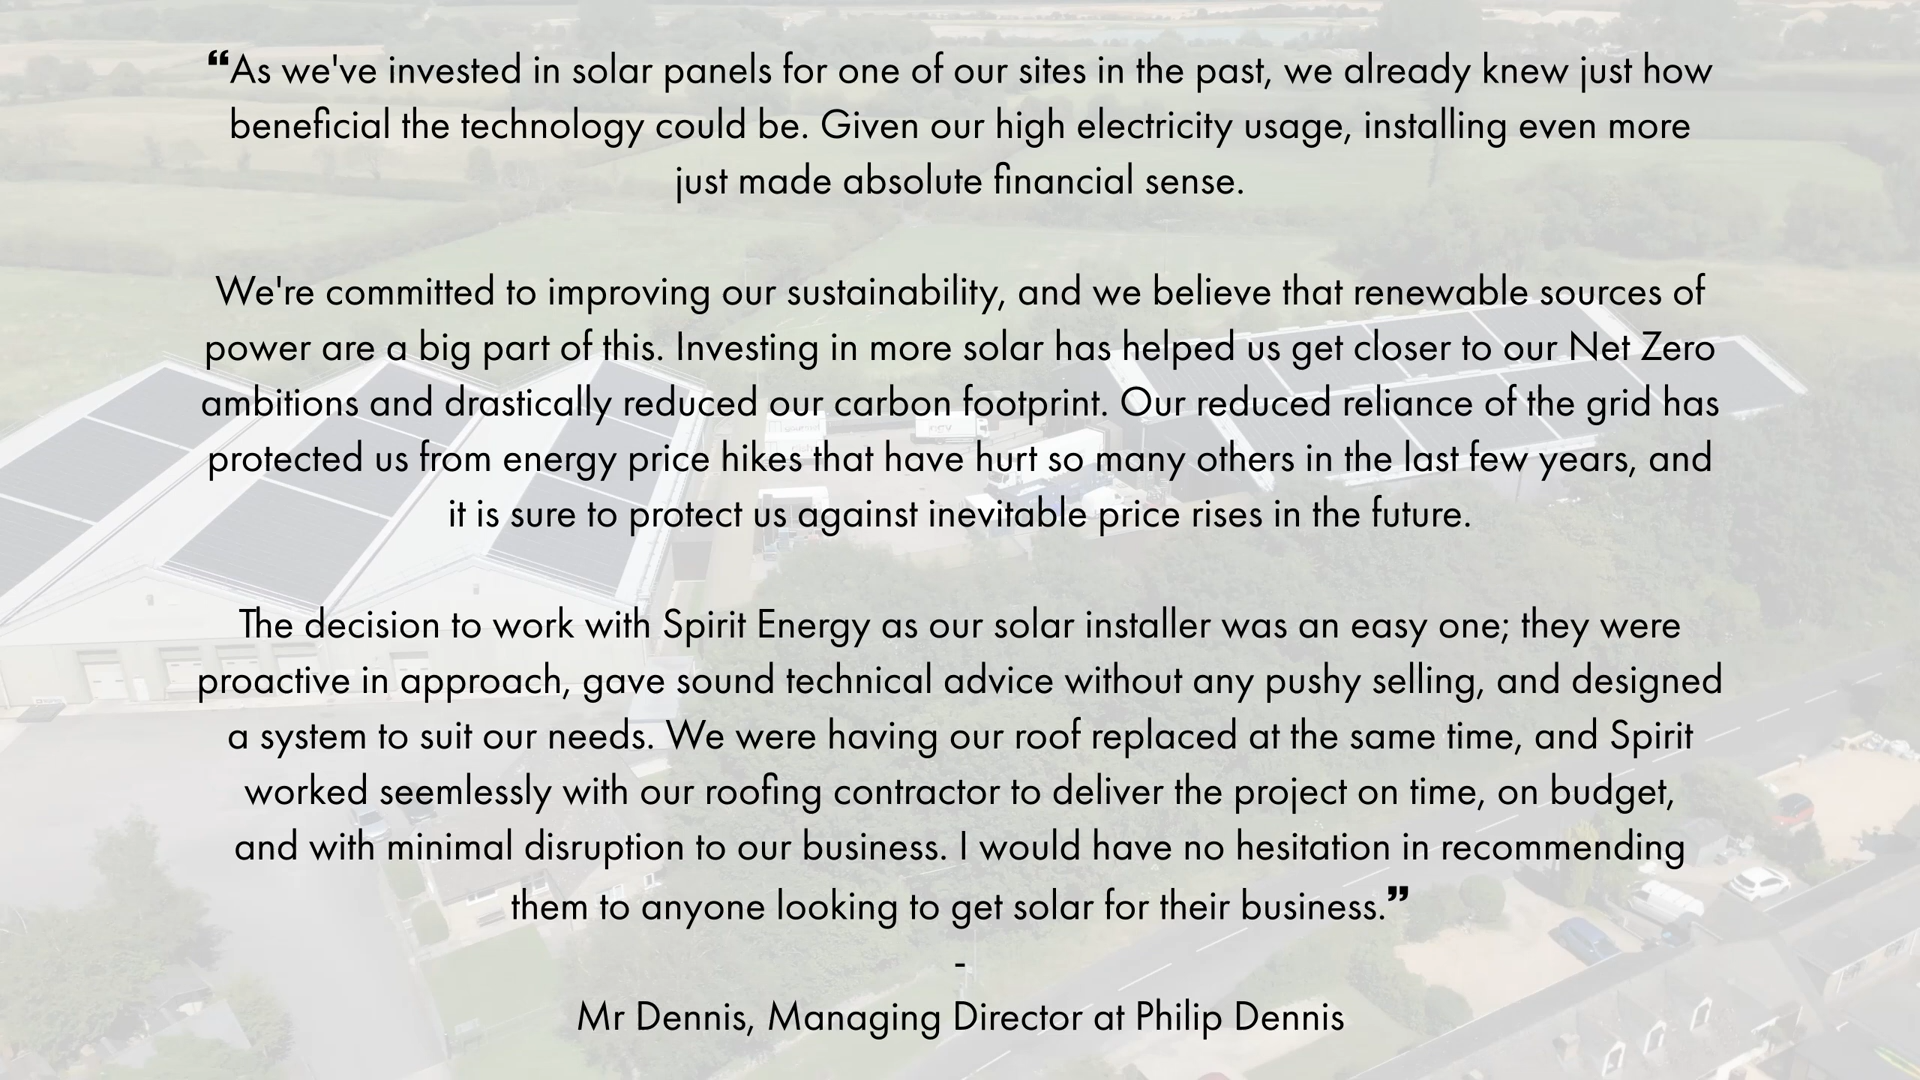 ❝As we've invested in solar panels for one of our sites in the past, we already knew just how
beneficial the technology could be. Given our high electricity usage, installing even more
just made absolute financial sense.
We're committed to improving our sustainability, and we believe that renewable sources of
power are a big part of this. Investing in more solar has helped us get closer to our Net Zero
ambitions and drastically reduced our carbon footprint. Our reduced reliance of the grid has
protected us from energy price hikes that have hurt so many others in the last few years, and
it is sure to protect us against inevitable price rises in the future.
The decision to work with Spirit Energy as our solar installer was an easy one; they were
proactive in approach, gave sound technical advice without any pushy selling, and designed
a system to suit our needs. We were having our roof replaced at the same time, and Spirit
worked seemlessly with our roofing contractor to deliver the project on time, on budget,
and with minimal disruption to our business. I would have no hesitation in recommending
them to anyone looking to get solar for their business.❞
-
Mr Dennis, Managing Director at Philip Dennis